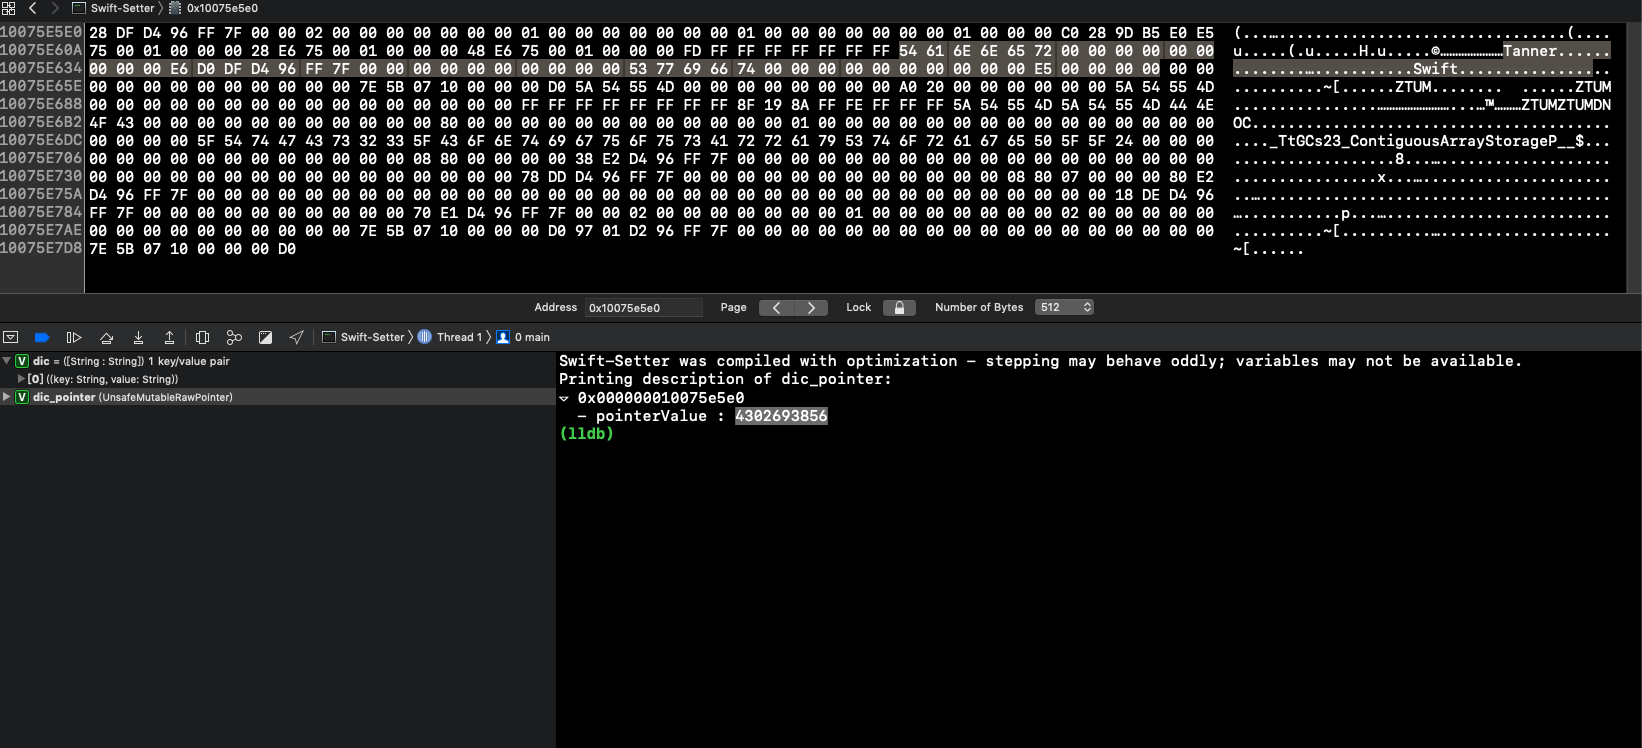 Swift-Setter 0x10075e5e0
10075E5E0 28 DF D4 96 FF 7F 00 00 02 00 00 00 00 00 00 00 01 00 00 00 00 00 00 00 01 00 00 00 00 00 00 00 01 00 00 00 C0 28 9D B5 E0 E5 (....…................................(....
10075E60A 75 00 01 00 00 00 28 E6 75 00 01 00 00 00 48 E6 75 00 01 00 00 00 FD FF FF FF FF FF FF FF 54 61 6E 6E 65 72 00 00 00 00 00 00 u.....(.u.....H.u.....©…………………Tanner......
10075E634 00 00 00 E6 D0 DF D4 96 FF 7F 00 00 00 00 00 00 00 00 00 00 53 77 69 66 74 00 00 00 00 00 00 00 00 00 00 E5 00 00 00 00 00 00 ........…...........Swift.................
10075E65E 00 00 00 00 00 00 00 00 00 00 7E 5B 07 10 00 00 00 D0 5A 54 55 4D 00 00 00 00 00 00 00 00 A0 20 00 00 00 00 00 00 5A 54 55 4D ..........~[......ZTUM........  ......ZTUM
10075E688 00 00 00 00 00 00 00 00 00 00 00 00 00 00 00 00 FF FF FF FF FF FF FF FF 8F 19 8A FF FE FF FF FF 5A 54 55 4D 5A 54 55 4D 44 4E ................……………………....…™………ZTUMZTUMDN
10075E6B2 4F 43 00 00 00 00 00 00 00 00 00 00 00 80 00 00 00 00 00 00 00 00 00 00 00 00 01 00 00 00 00 00 00 00 00 00 00 00 00 00 00 00 OC........................................
10075E6DC 00 00 00 00 5F 54 74 47 43 73 32 33 5F 43 6F 6E 74 69 67 75 6F 75 73 41 72 72 61 79 53 74 6F 72 61 67 65 50 5F 5F 24 00 00 00 ...._TtGCs23_ContiguousArrayStorageP__$...
10075E706 00 00 00 00 00 00 00 00 00 00 00 00 08 80 00 00 00 00 38 E2 D4 96 FF 7F 00 00 00 00 00 00 00 00 00 00 00 00 00 00 00 00 00 00 ..................8...…...................
10075E730 00 00 00 00 00 00 00 00 00 00 00 00 00 00 00 00 78 DD D4 96 FF 7F 00 00 00 00 00 00 00 00 00 00 00 00 08 80 07 00 00 00 80 E2 ................x...….....................
10075E75A D4 96 FF 7F 00 00 00 00 00 00 00 00 00 00 00 00 00 00 00 00 00 00 00 00 00 00 00 00 00 00 00 00 00 00 00 00 00 00 18 DE D4 96 ..….......................................
10075E784 FF 7F 00 00 00 00 00 00 00 00 00 00 70 E1 D4 96 FF 7F 00 00 02 00 00 00 00 00 00 00 01 00 00 00 00 00 00 00 02 00 00 00 00 00 …...........p...….........................
10075E7AE 00 00 00 00 00 00 00 00 00 00 7E 5B 07 10 00 00 00 D0 97 01 D2 96 FF 7F 00 00 00 00 00 00 00 00 00 00 00 00 00 00 00 00 00 00 ..........~[..........…...................
10075E7D8 7E 5B 07 10 00 00 00 D0 ~[......
Address 0x10075e5e0 Page Lock Number of Bytes 512
Swift-Setter Thread 1 0 main
V dic = ([String : String]) 1 key/value pair
[0] ((key: String, value: String))
V dic_pointer (UnsafeMutableRawPointer)
Swift-Setter was compiled with optimization - stepping may behave oddly; variables may not be available.
Printing description of dic_pointer:
0x000000010075e5e0
- pointerValue : 4302693856
(lldb)